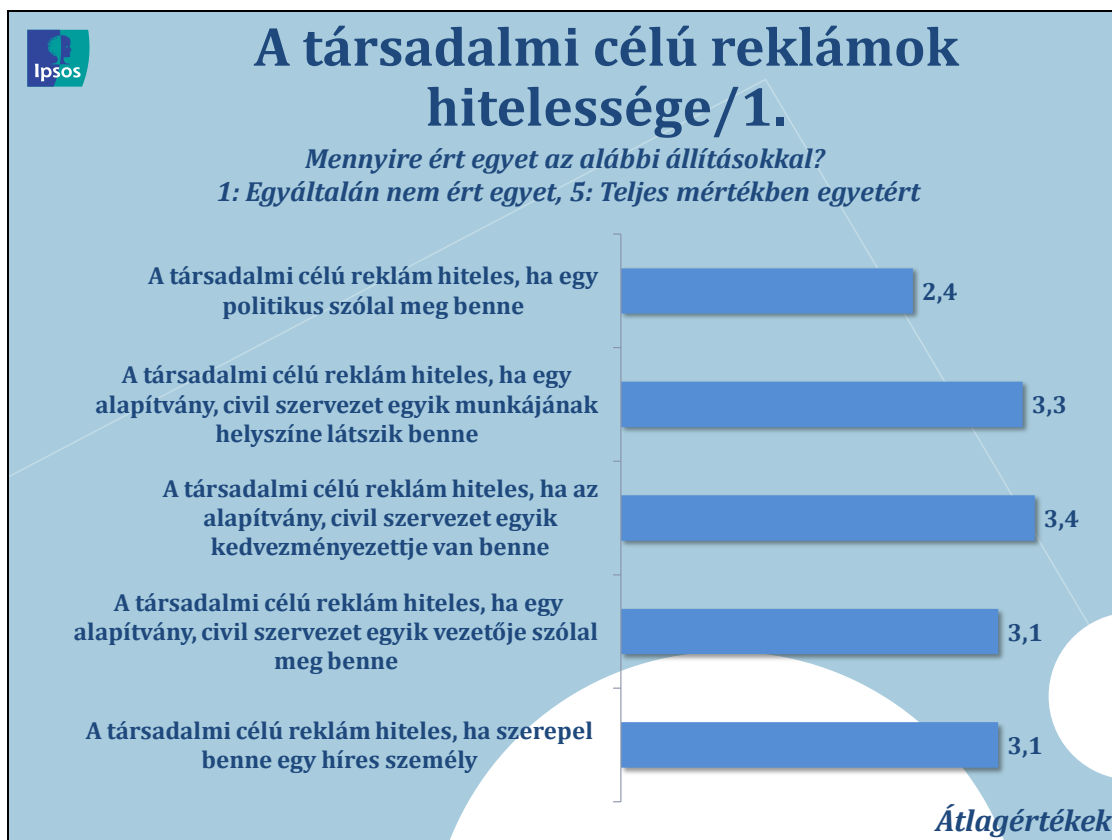 Ipsos
A társadalmi célú reklámok
hitelessége/1.
Mennyire ért egyet az alábbi állításokkal?
1: Egyáltalán nem ért egyet, 5: Teljes mértékben egyetért
A társadalmi célú reklám hiteles, ha egy
politikus szólal meg benne
2,4
A társadalmi célú reklám hiteles, ha egy
alapítvány, civil szervezet egyik munkájának
helyszíne látszik benne
3,3
A társadalmi célú reklám hiteles, ha az
alapítvány, civil szervezet egyik
kedvezményezettje van benne
3,4
A társadalmi célú reklám hiteles, ha egy
alapítvány, civil szervezet egyik vezetője szólal
meg benne
3,1
A társadalmi célú reklám hiteles, ha szerepel
benne egy híres személy
3,1
Átlagértékek